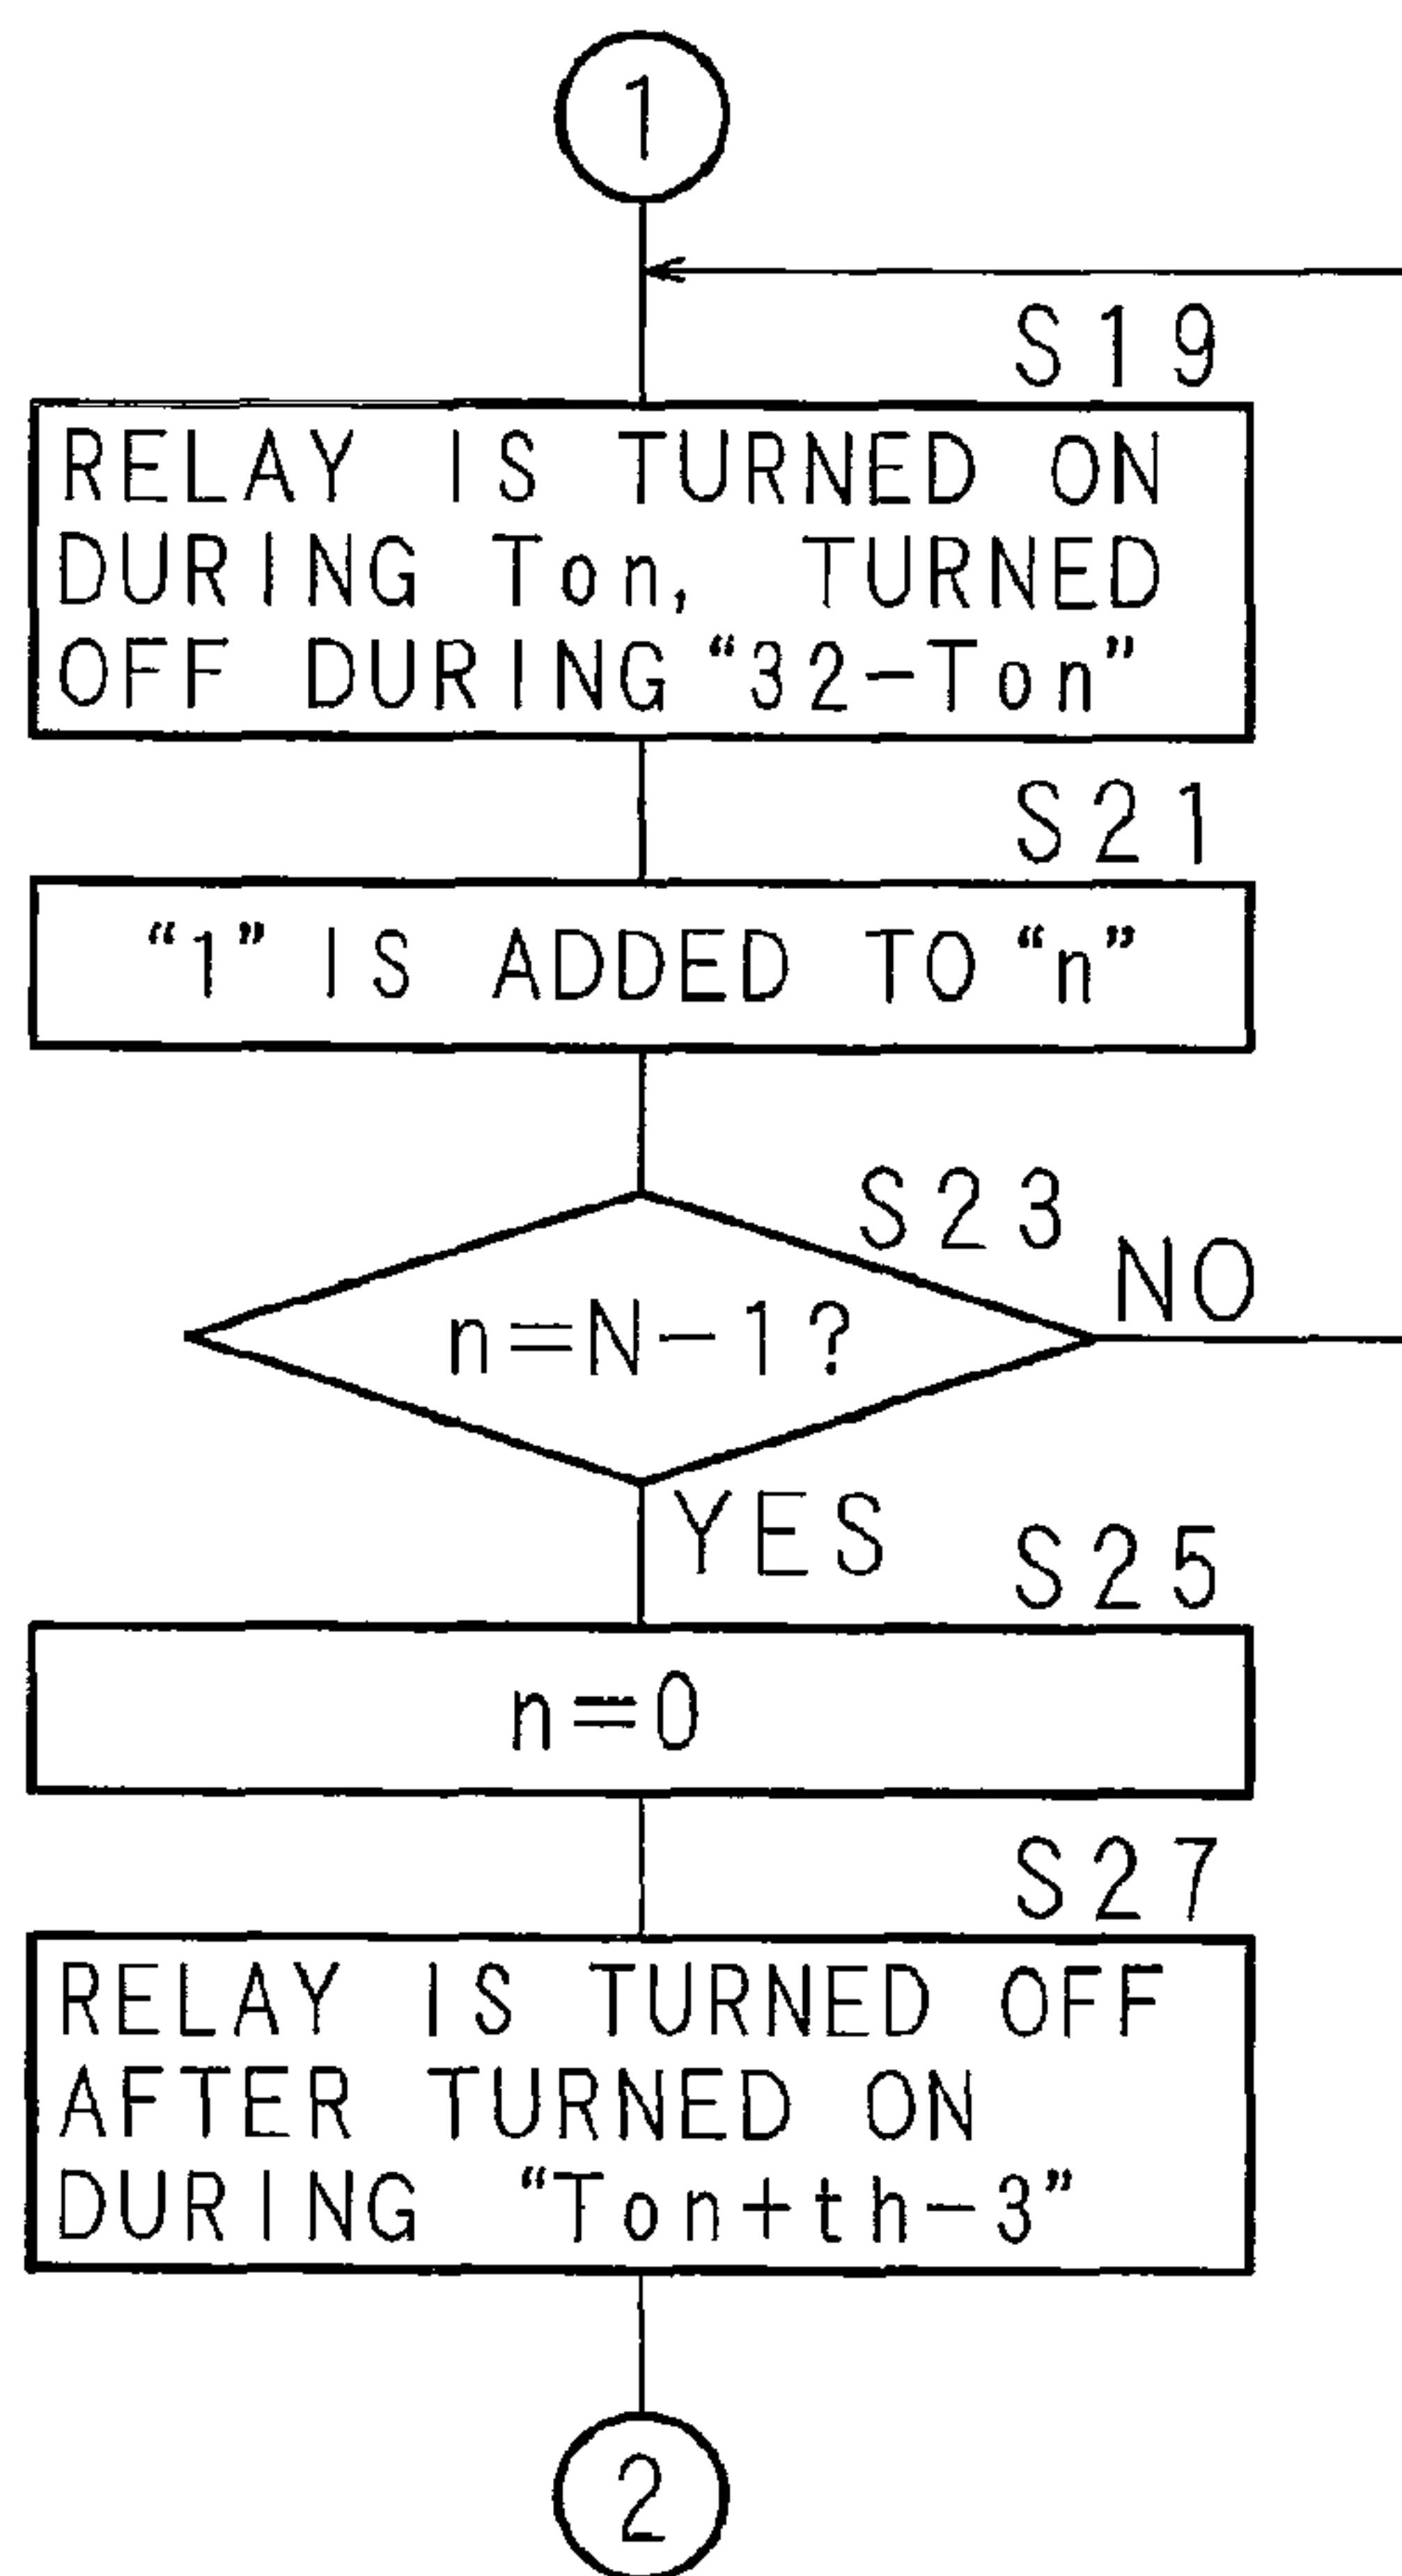 1
S19
RELAY IS TURNED ON
DURING Ton, TURNED
OFF DURING “32-Ton”
S21
“1” IS ADDED TO “n”
S23
n=N-1?
NO
YES
S25
n=0
S27
RELAY IS TURNED OFF
AFTER TURNED ON
DURING “Ton+th-3”
2